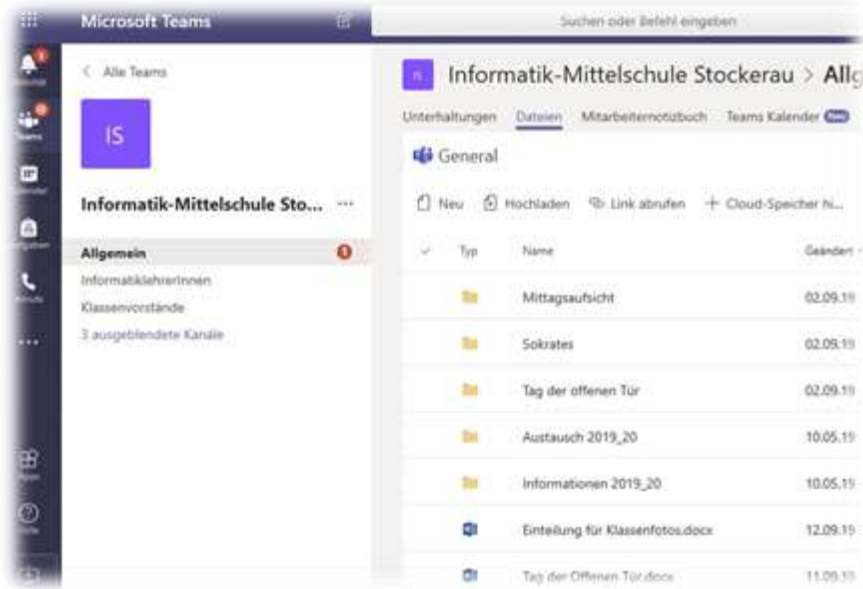 Microsoft Teams
Suchen oder Befehl eingeben
Teams
< Alle Teams
IS
Informatik-Mittelschule Sto... ...
Allgemein 1
InformatiklehrerInnen
Klassenvorstände
3 ausgeblendete Kanäle
Informatik-Mittelschule Stockerau > Allg
Unterhaltungen Dateien Mitarbeiternotizbuch Teams Kalender Neu
General
Neu Hochladen Link abrufen + Cloud-Speicher hi...
Typ Name Geändert
Mittagsaufsicht 02.09.19
Sokrates 02.09.19
Tag der offenen Tür 02.09.19
Austausch 2019_20 10.05.19
Informationen 2019_20 10.05.19
Einteilung für Klassenfotos.docx 12.09.19
Tag der Offenen Tür.docx 11.09.19